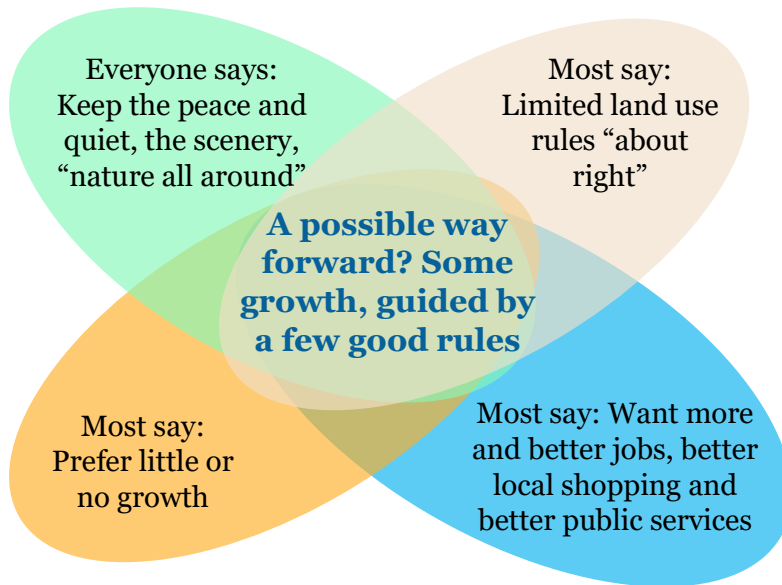 Everyone says:
Keep the peace and
quiet, the scenery,
“nature all around”
Most say:
Limited land use
rules “about
right”
A possible way
forward? Some
growth, guided by
a few good rules
Most say:
Prefer little or
no growth
Most say: Want more
and better jobs, better
local shopping and
better public services